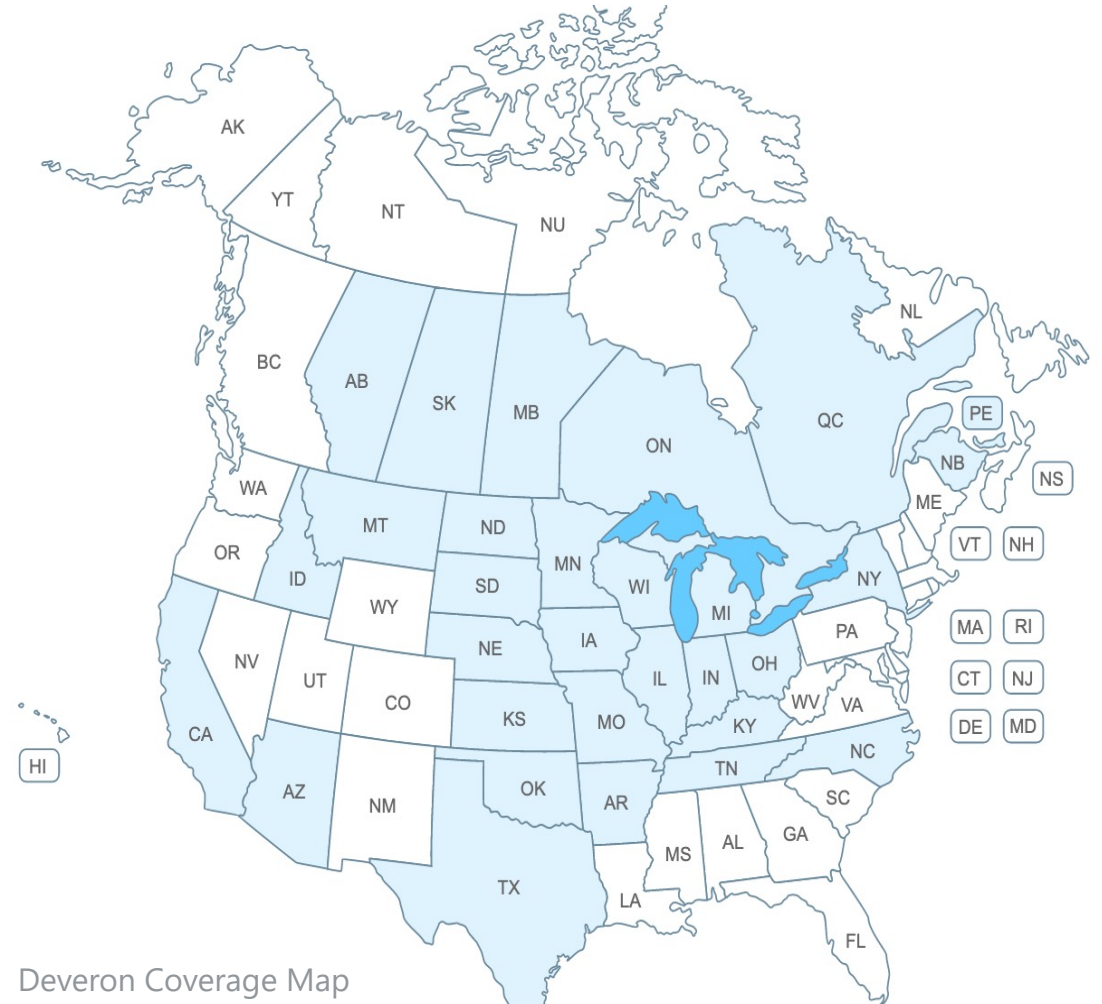 AK
YT
NT
NU
NL
BC
AB
SK
MB
ON
QC
PE
NB
NS
WA
ME
MT
ND
VT NH
OR
MN
ID
SD
WI
NY
WY
MI
MA RI
PA
IA
NE
NV
OH
UT
IL
IN
CT NJ
CO
WV
VA
KS
MO
KY
DE MD
CA
NC
HI
TN
AZ
OK
SC
NM
AR
GA
AL
MS
TX
LA
FL
Deveron Coverage Map